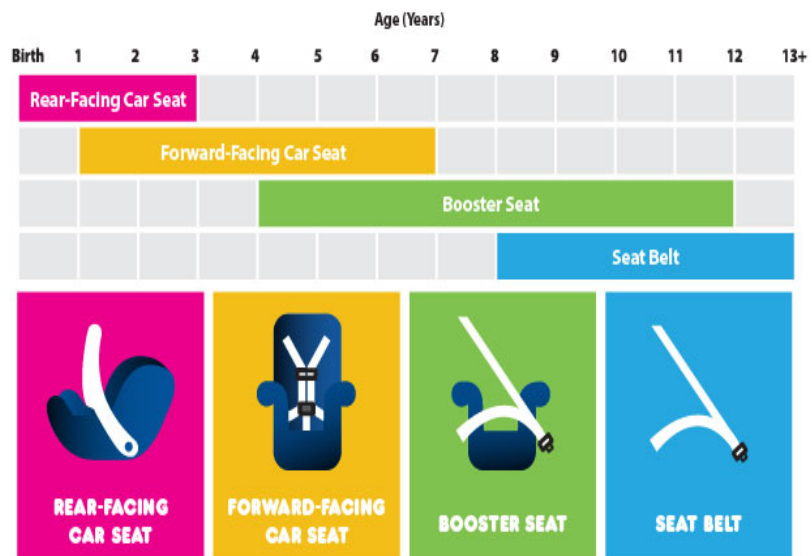 Age (Years)
Birth 1 2 3 4 5 6 7 8 9 10 11 12 13+
Rear-Facing Car Seat
Forward-Facing Car Seat
Booster Seat
Seat Belt
REAR-FACING
CAR SEAT
FORWARD-FACING
CAR SEAT
BOOSTER SEAT
SEAT BELT